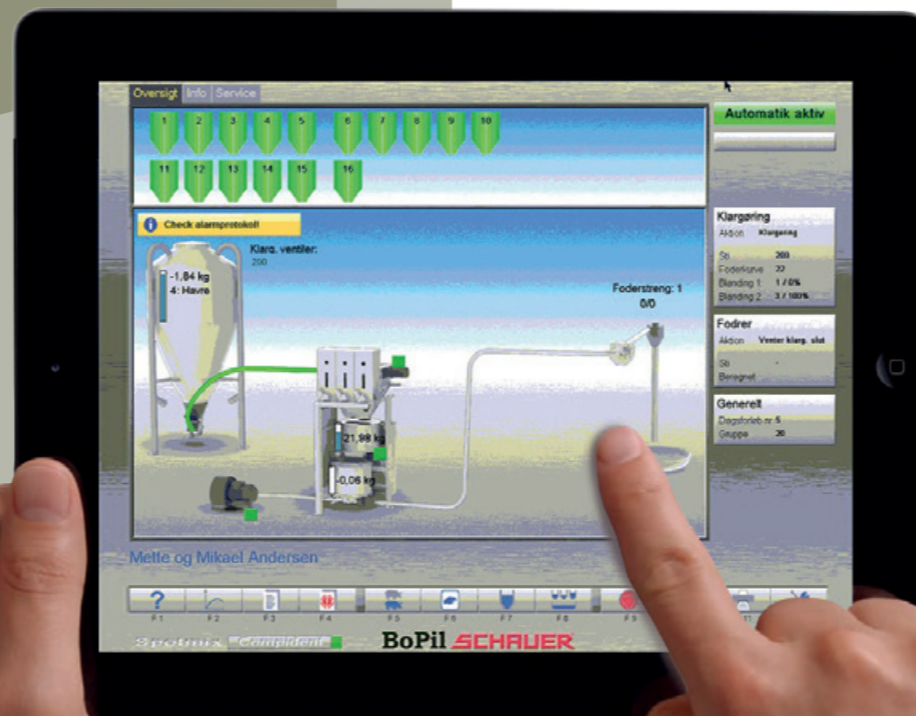 Oversigt Info Service
1 2 3 4 5 6 7 8 9 10
11 12 13 14 15 16
Automatik aktiv
Check alarmprotokol!
Klarg. ventiler:
200
-1,84 kg
4: Havre
Foderstreng: 1
0/0
21,98 kg
-0,06 kg
Klargøring
Aktion Klargøring
Sti 200
Foderkurve 22
Blanding 1 1 / 0%
Blanding 2 3 / 100%
Fodrer
Aktion Venter klarg. slut
Sti -
Beregnet
Generelt
Dagsforløb nr 5
Gruppe 20
Mette og Mikael Andersen
?
F1 F2 F3 F4 F5 F6 F7 F8 F9 11
Spotmix Compident
BoPil SCHAUER